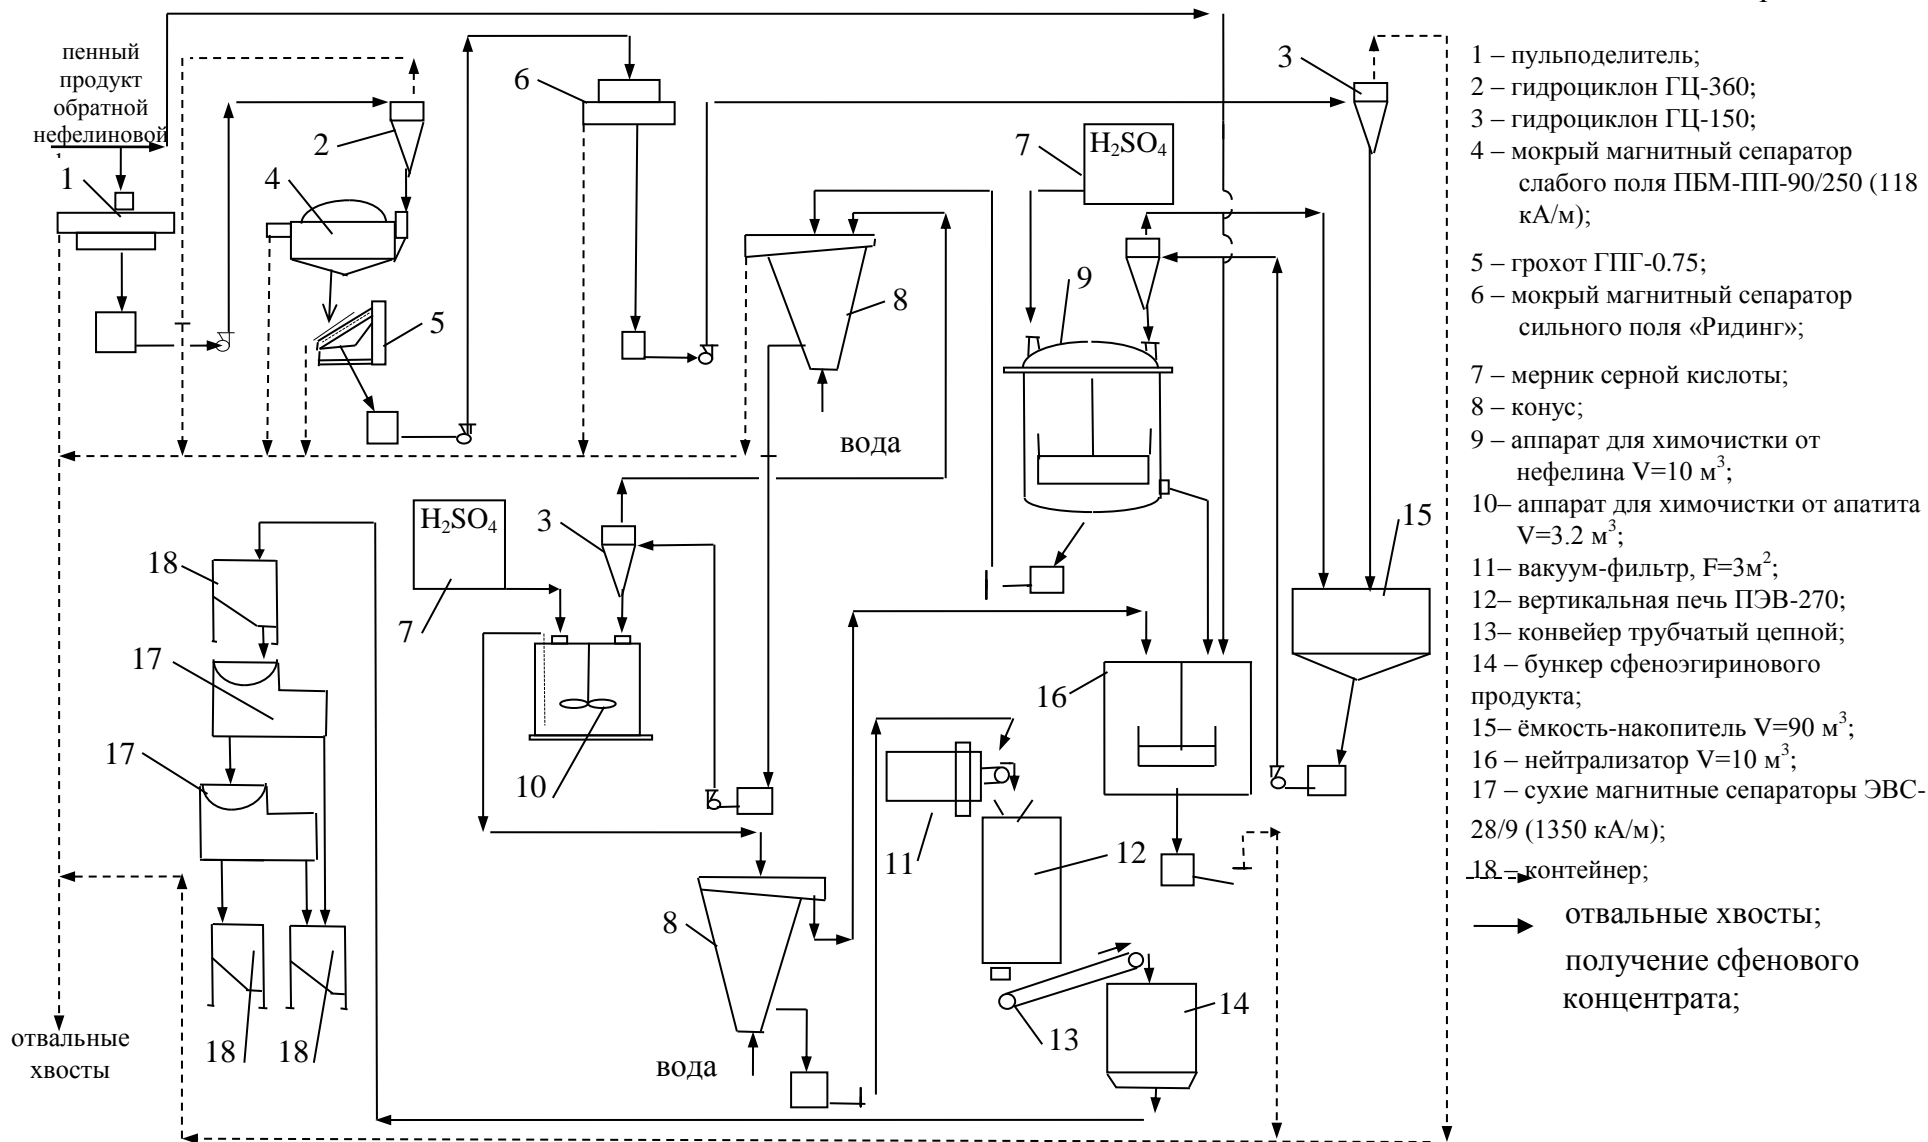 пенный
продукт
обратной
нефелиновой
1
2
3
4
5
6
7
H₂SO₄
8
9
вода
H₂SO₄
3
7
10
15
16
18
17
17
11
12
8
13
14
18
18
вода
отвальные
хвосты
1 – пульподелитель;
2 – гидроциклон ГЦ-360;
3 – гидроциклон ГЦ-150;
4 – мокрый магнитный сепаратор
слабого поля ПБМ-ПП-90/250 (118
кА/м);
5 – грохот ГПГ-0.75;
6 – мокрый магнитный сепаратор
сильного поля «Ридинг»;
7 – мерник серной кислоты;
8 – конус;
9 – аппарат для химочистки от
нефелина V=10 м³;
10– аппарат для химочистки от апатита
V=3.2 м³;
11– вакуум-фильтр, F=3м²;
12– вертикальная печь ПЭВ-270;
13– конвейер трубчатый цепной;
14 – бункер сфеноэгиринового
продукта;
15– ёмкость-накопитель V=90 м³;
16 – нейтрализатор V=10 м³;
17 – сухие магнитные сепараторы ЭВС-
28/9 (1350 кА/м);
18 – контейнер;
отвальные хвосты;
получение сфенового
концентрата;